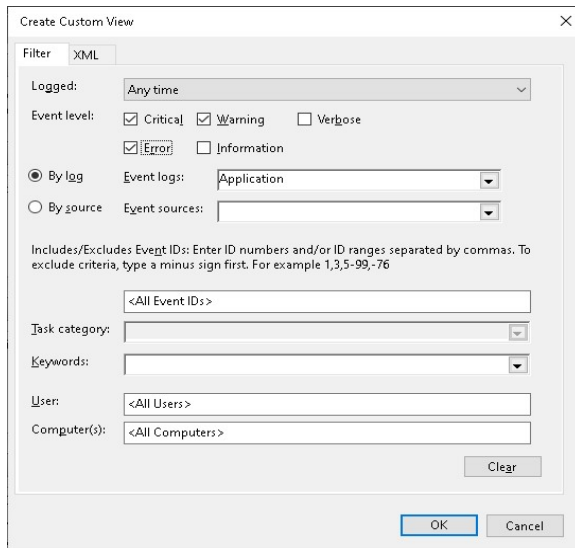 Create Custom View
Filter XML
Logged: Any time
Event level: Critical Warning Verbose
Error Information
By log Event logs: Application
By source Event sources:
Includes/Excludes Event IDs: Enter ID numbers and/or ID ranges separated by commas. To
exclude criteria, type a minus sign first. For example 1,3,5-99,-76
<All Event IDs>
Task category:
Keywords:
User: <All Users>
Computer(s): <All Computers>
Clear
OK Cancel